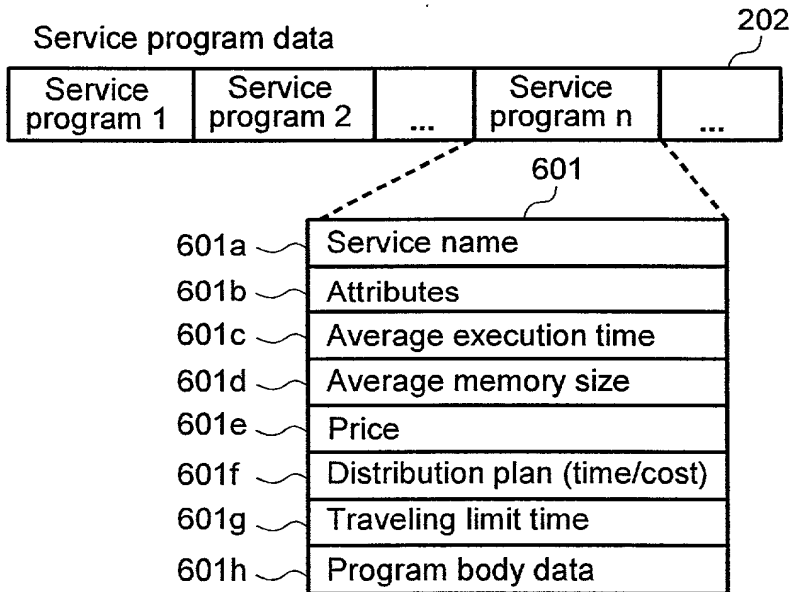 202
Service program data
Service program 1
Service program 2
...
Service program n
...
601
601a Service name
601b Attributes
601c Average execution time
601d Average memory size
601e Price
601f Distribution plan (time/cost)
601g Traveling limit time
601h Program body data